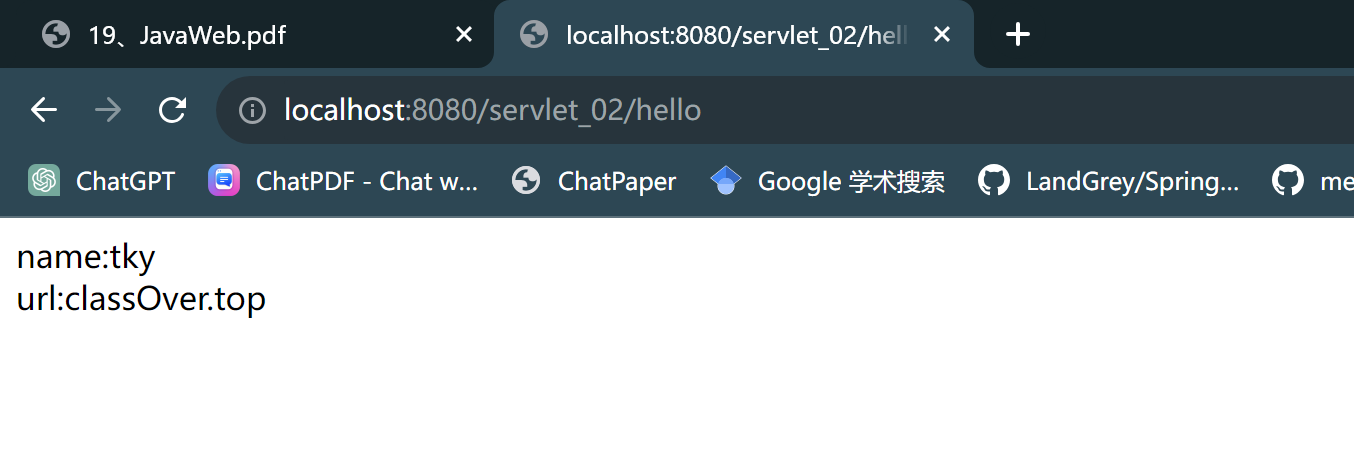 19、JavaWeb.pdf
localhost:8080/servlet_02/hell
localhost:8080/servlet_02/hello
ChatGPT
ChatPDF - Chat w...
ChatPaper
Google 学术搜索
LandGrey/Spring...
me
name:tky
url:classOver.top